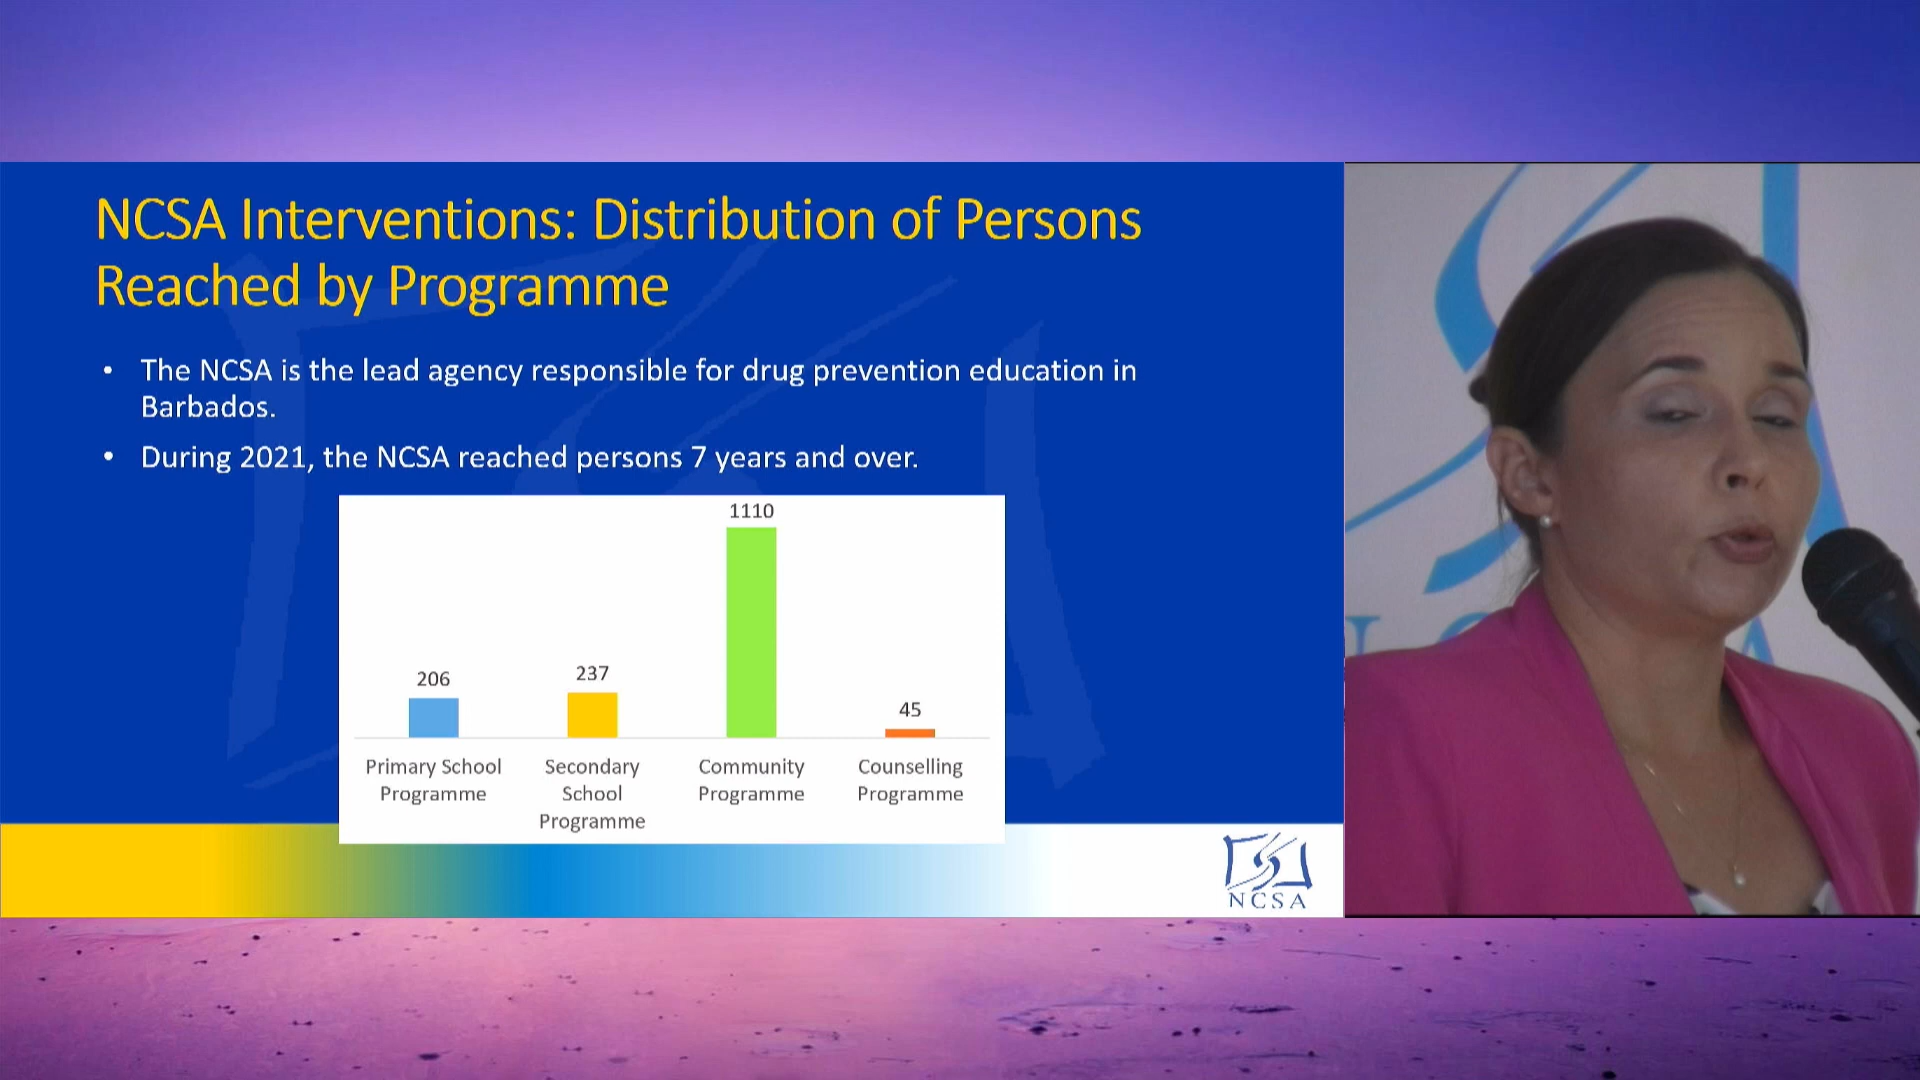 NCSA Interventions: Distribution of Persons
Reached by Programme
• The NCSA is the lead agency responsible for drug prevention education in
Barbados.
• During 2021, the NCSA reached persons 7 years and over.
1110
206
237
45
Primary School
Programme
Secondary
School
Programme
Community
Programme
Counselling
Programme
NCSA